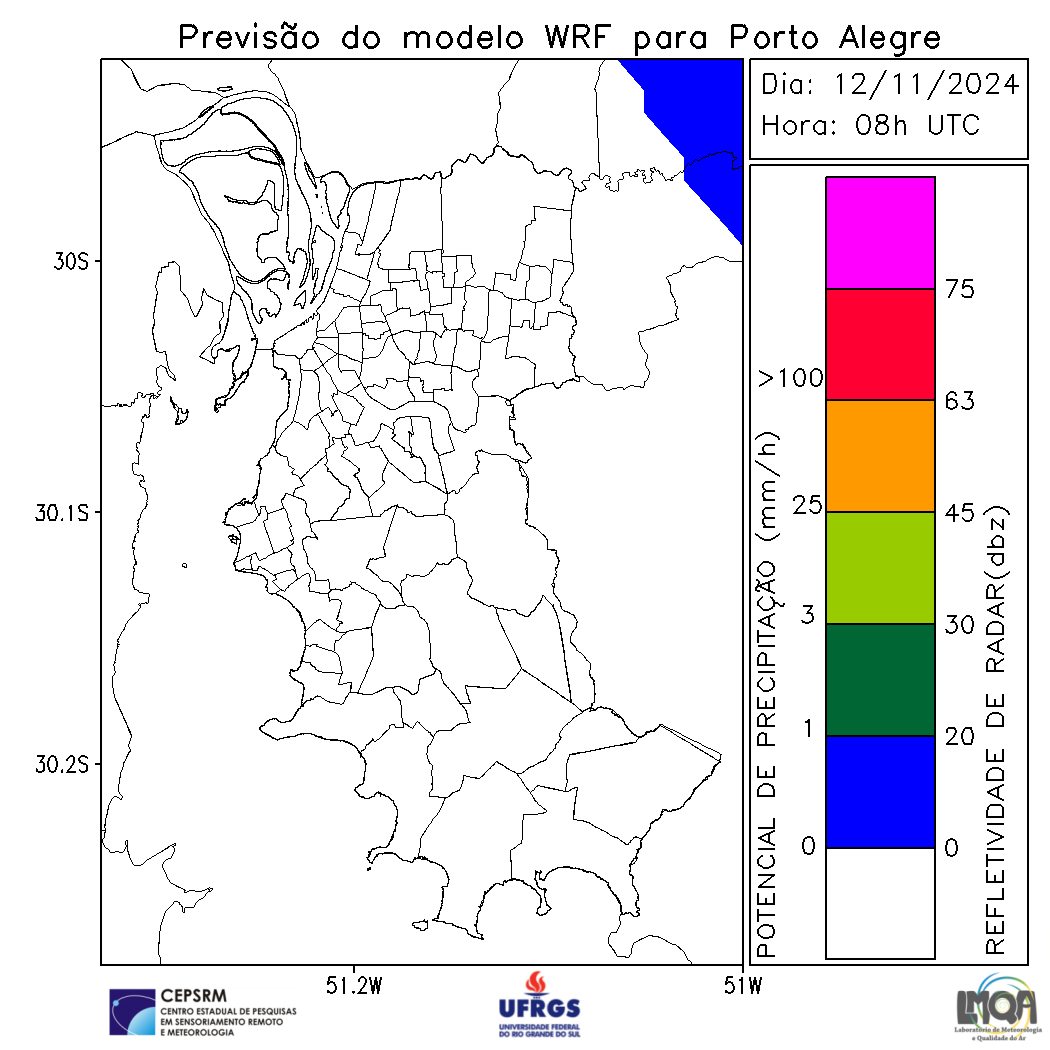 Previsão do modelo WRF para Porto Alegre
Dia: 12/11/2024
Hora: 08h UTC
30S
30.1S
30.2S
51.2W
51W
POTENCIAL DE PRECIPITAÇÃO (mm/h)
>100
25
3
1
0
75
63
45
30
20
0
REFLETIVIDADE DE RADAR(dbz)
CEPSRM
CENTRO ESTADUAL DE PESQUISAS
EM SENSORIAMENTO REMOTO
E METEOROLOGIA
UFRGS
UNIVERSIDADE FEDERAL
DO RIO GRANDE DO SUL
LMQA
Laboratório de Meteorologia
e Qualidade do Ar